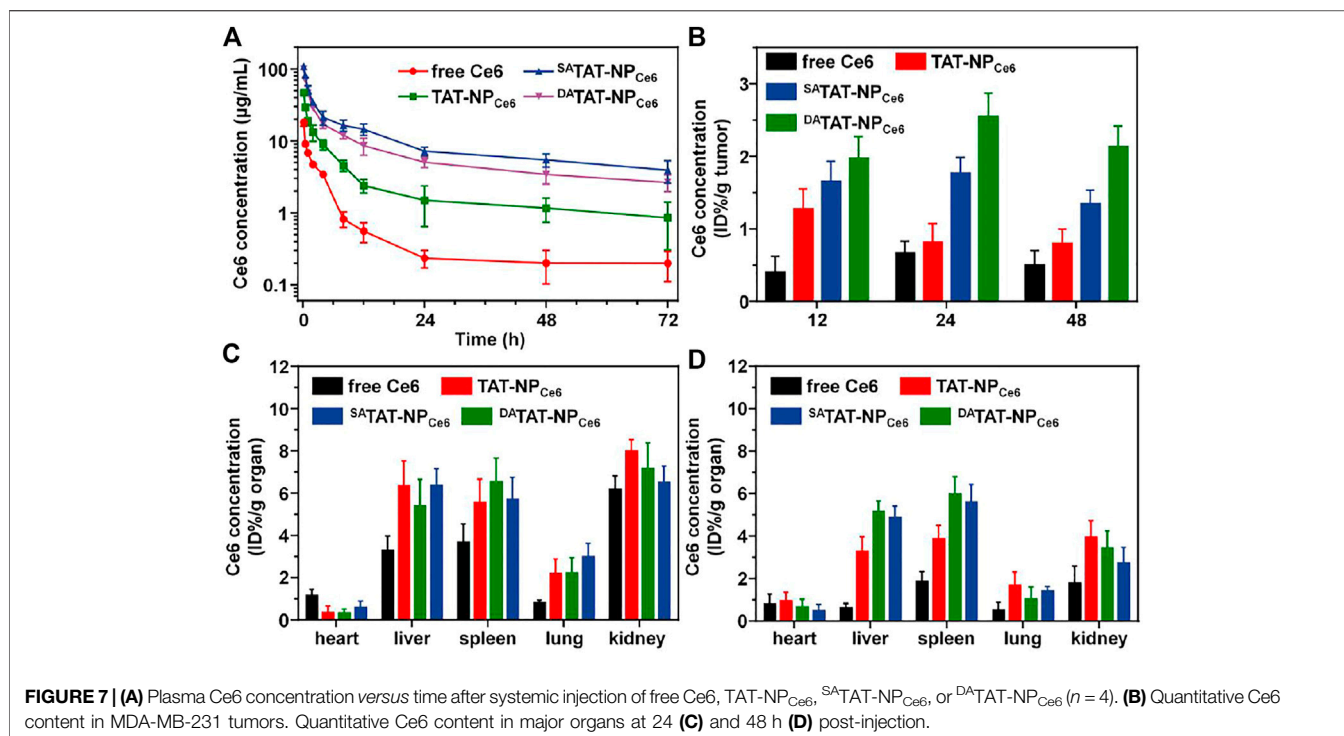 A
free Ce6
SATAT-NPCe6
TAT-NPCe6
DATAT-NPCe6
Ce6 concentration (µg/mL)
100
10
1
0.1
0
24
48
72
Time (h)
B
free Ce6
TAT-NPCe6
SATAT-NPCe6
DATAT-NPCe6
Ce6 concentration
(ID%/g tumor)
3
2
1
0
12
24
48
C
free Ce6
TAT-NPCe6
SATAT-NPCe6
DATAT-NPCe6
Ce6 concentration
(ID%/g organ)
12
10
8
6
4
2
0
heart
liver
spleen
lung
kidney
D
free Ce6
TAT-NPCe6
SATAT-NPCe6
DATAT-NPCe6
Ce6 concentration
(ID%/g organ)
12
10
8
6
4
2
0
heart
liver
spleen
lung
kidney
FIGURE 7 | (A) Plasma Ce6 concentration versus time after systemic injection of free Ce6, TAT-NPCe6, SATAT-NPCe6, or DATAT-NPCe6 (n = 4). (B) Quantitative Ce6
content in MDA-MB-231 tumors. Quantitative Ce6 content in major organs at 24 (C) and 48 h (D) post-injection.